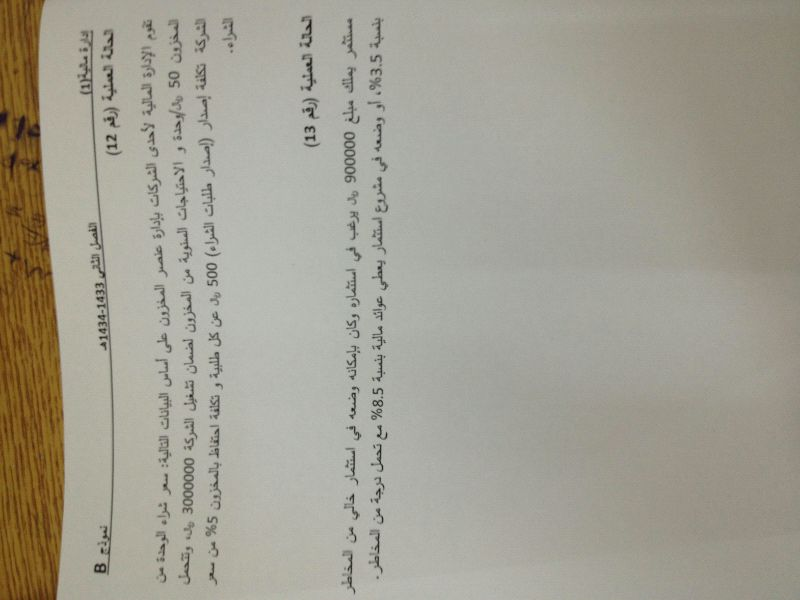 إدارة مالية(1) الفصل الثاني 1433-1434هـ نموذج B
الحالة العملية (رقم 12)
تقوم الإدارة المالية لأحدى الشركات بإدارة عنصر المخزون على أساس البيانات التالية: سعر شراء الوحدة من
المخزون 50 ريال/وحدة و الاحتياجات السنوية من المخزون لضمان تشغيل الشركة 3000000 ريال، وتتحمل
الشركة تكلفة إصدار (إصدار طلبات الشراء) 500 ريال عن كل طلبية و تكلفة احتفاظ بالمخزون 5% من سعر
الشراء.
الحالة العملية (رقم 13)
مستثمر يملك مبلغ 900000 ريال يرغب في استثماره وكان بإمكانه وضعه في استثمار خالي من المخاطر
بنسبة 3.5%، او وضعه في مشروع استثمار يعطي عوائد مالية بنسبة 8.5% مع تحمل درجة من المخاطر.